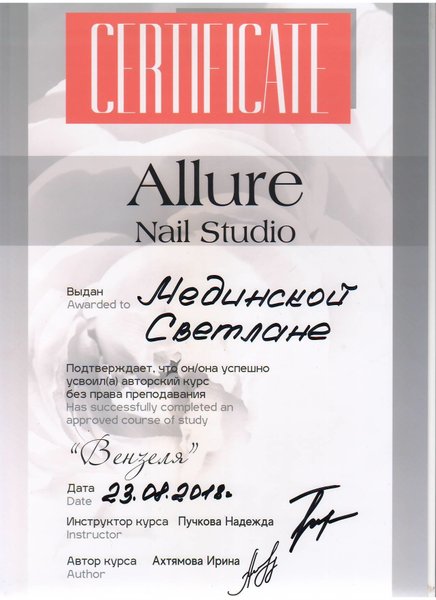 CERTIFICATE
Allure
Nail Studio
Выдан
Awarded to
Мединской
Светлане
Подтверждает, что он/она успешно
усвоил(а) авторский курс
без права преподавания
Has successfully completed an
approved course of study
“Вензеля”
Дата 23.08.2018г.
Date
Инструктор курса Пучкова Надежда
Instructor
Автор курса Ахтямова Ирина
Author